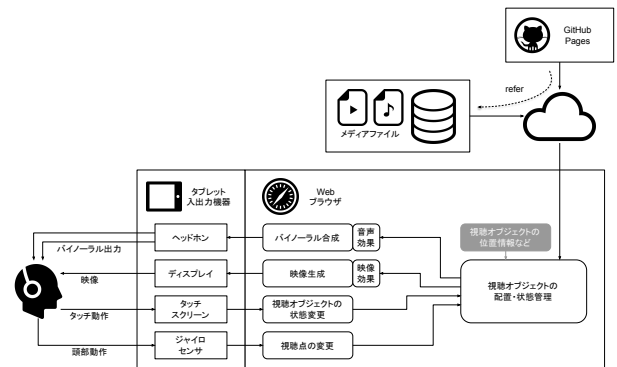 GitHub
Pages
refer
メディアファイル
タブレット
入出力機器
Web
ブラウザ
ヘッドホン
バイノーラル合成
音声
効果
視聴オブジェクトの
位置情報など
バイノーラル出力
ディスプレイ
映像生成
映像
効果
映像
視聴オブジェクトの
配置・状態管理
タッチ
スクリーン
視聴オブジェクトの
状態変更
タッチ動作
ジャイロ
センサ
視聴点の変更
頭部動作